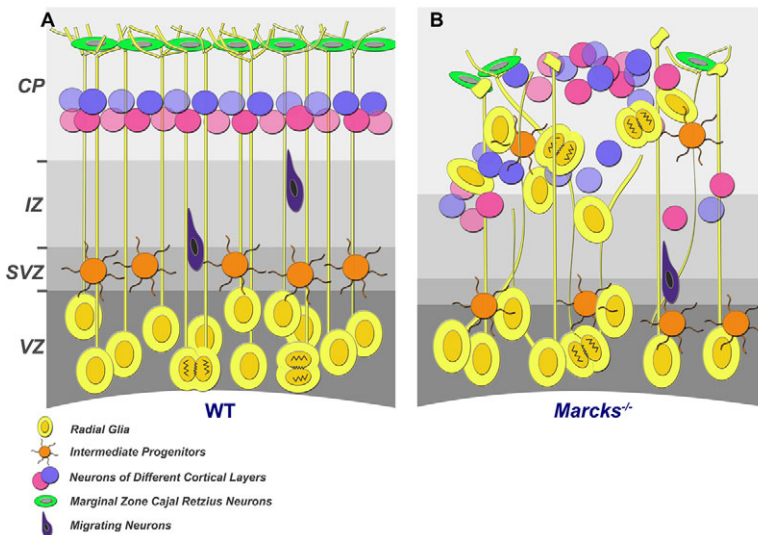 A
B
CP
IZ
SVZ
VZ
WT
Marcks-/-
Radial Glia
Intermediate Progenitors
Neurons of Different Cortical Layers
Marginal Zone Cajal Retzius Neurons
Migrating Neurons